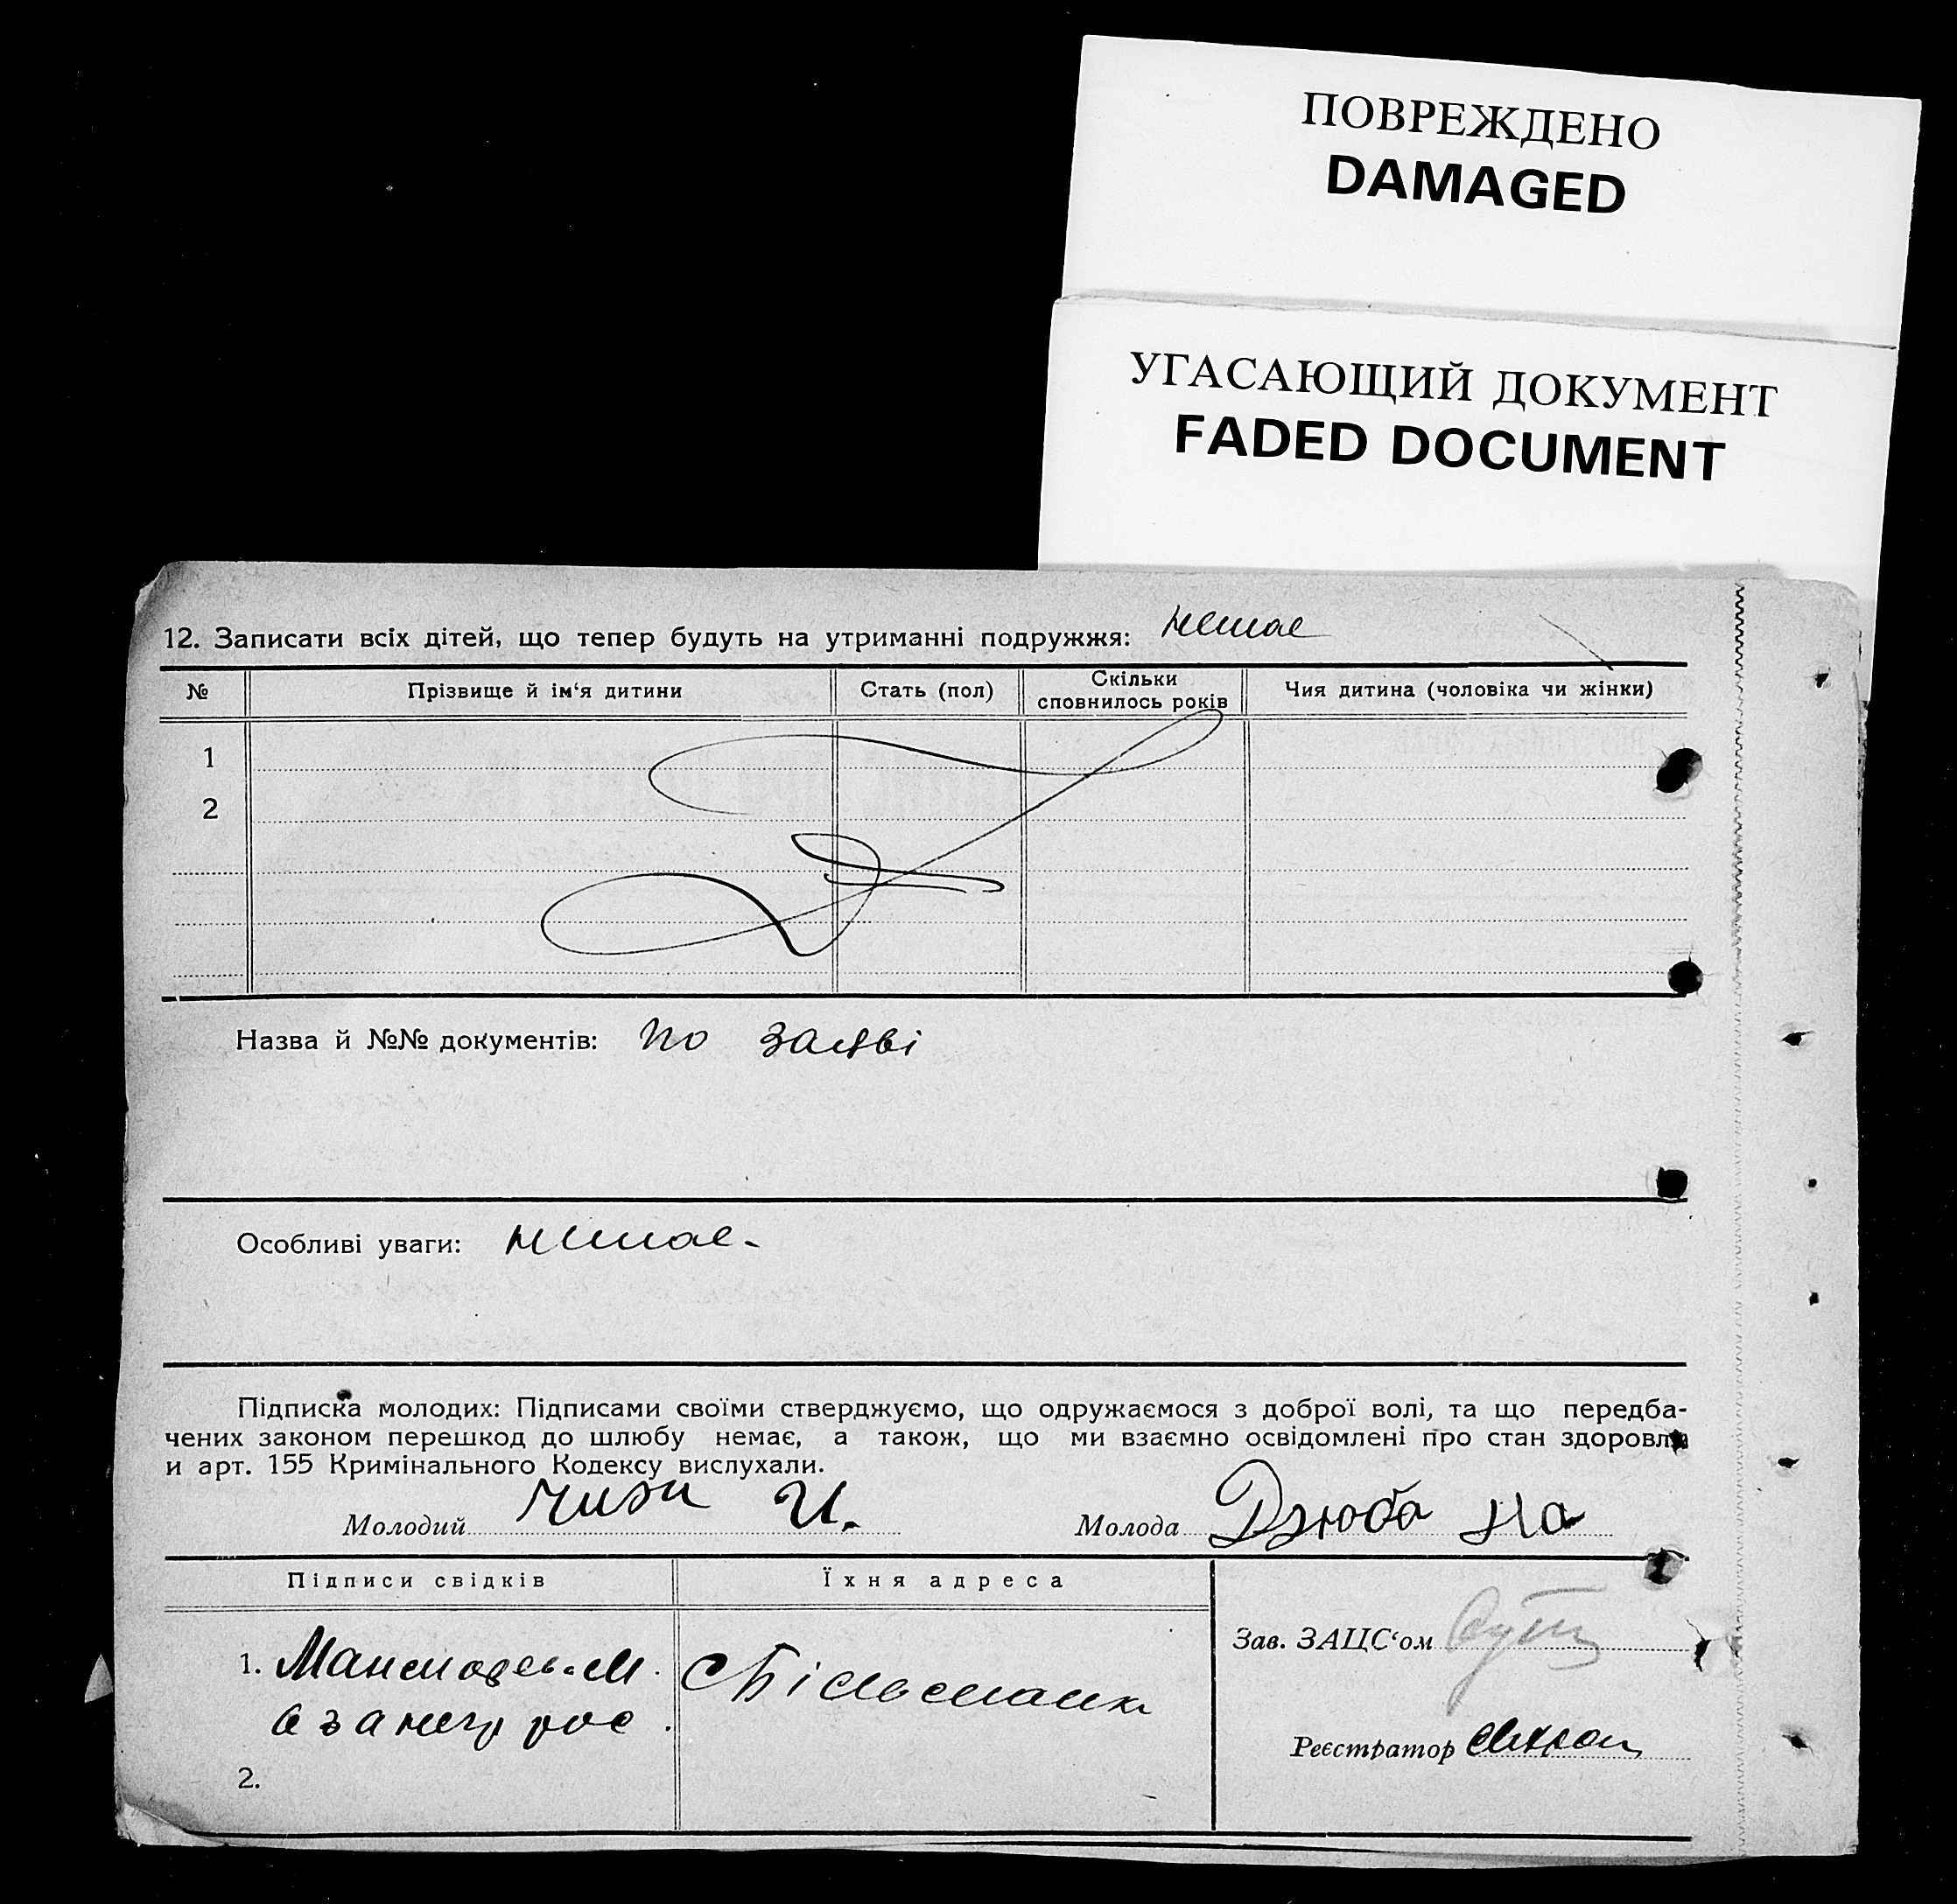 ПОВРЕЖДЕНО
DAMAGED
УГАСАЮЩИЙ ДОКУМЕНТ
FADED DOCUMENT
12. Записати всіх дітей, що тепер будуть на утриманні подружжя: немає
№ Прізвище й ім‘я дитини Стать (пол) Скільки сповнилось років Чия дитина (чоловіка чи жінки)
1
2
Назва й №№ документів: по заяві
Особливі уваги: немає -
Підписка молодих: Підписами своїми стверджуємо, що одружаємося з доброї волі, та що передба-
чених законом перешкод до шлюбу немає, а також, що ми взаємно освідомлені про стан здоровля
и арт. 155 Кримінального Кодексу вислухали.
Молодий И. Молода Дзюба На
Підписи свідків Їхня адреса
Зав. ЗАЦС‘ом
1.
Реєстратор
2.